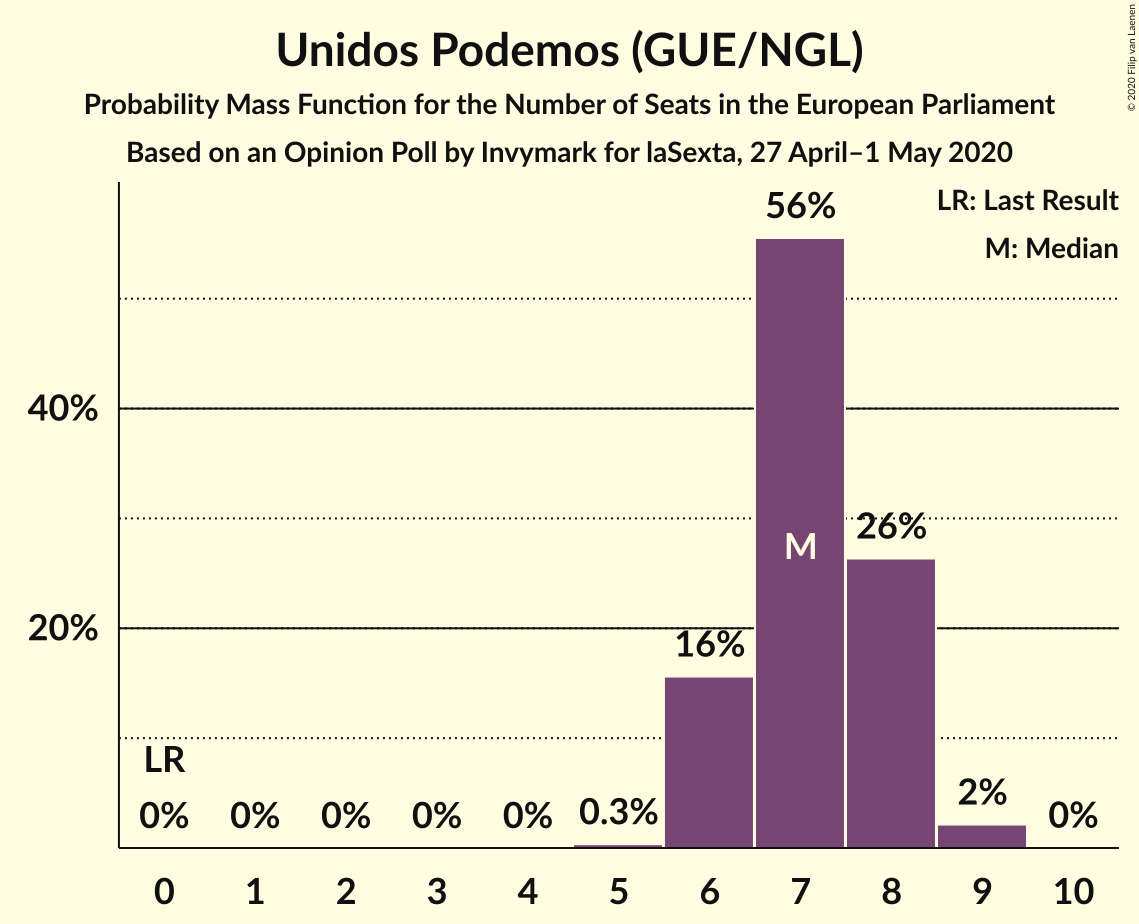 © 2020 Filip van Laenen
Unidos Podemos (GUE/NGL)
Probability Mass Function for the Number of Seats in the European Parliament
Based on an Opinion Poll by Invymark for laSexta, 27 April–1 May 2020
LR: Last Result
M: Median
56%
40%
26%
M
20%
16%
LR
0% 0% 0% 0% 0% 0.3% 2% 0%
0 1 2 3 4 5 6 7 8 9 10